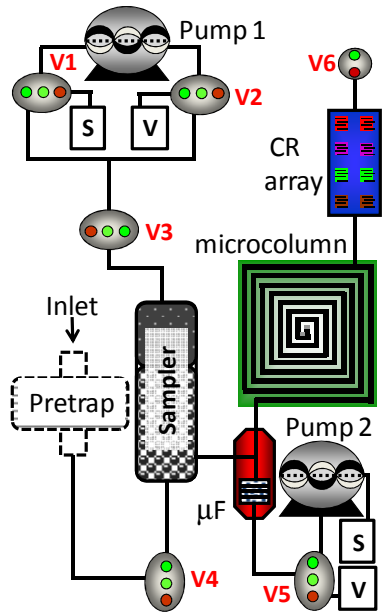 Pump 1
V1
V2
V6
S
V
CR
array
V3
microcolumn
Inlet
Pretrap
Sampler
Pump 2
μF
S
V
V4
V5